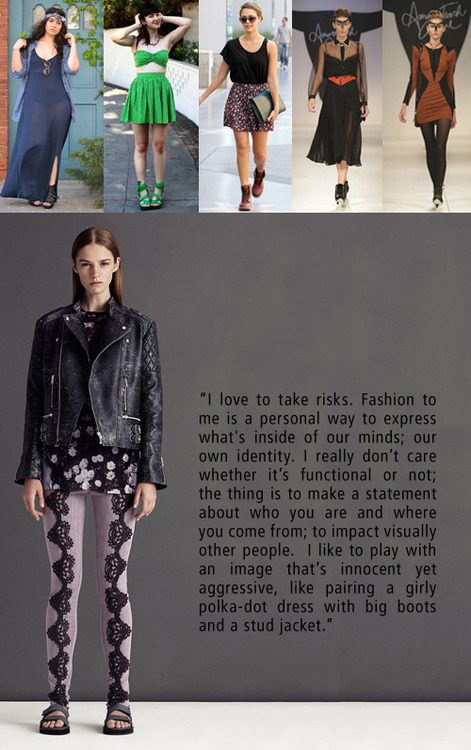 "I love to take risks. Fashion to
me is a personal way to express
what's inside of our minds; our
own identity. I really don't care
whether it's functional or not;
the thing is to make a statement
about who you are and where
you come from; to impact visually
other people.  I like to play with
an image that's innocent yet
aggressive, like pairing a girly
polka-dot dress with big boots
and a stud jacket."